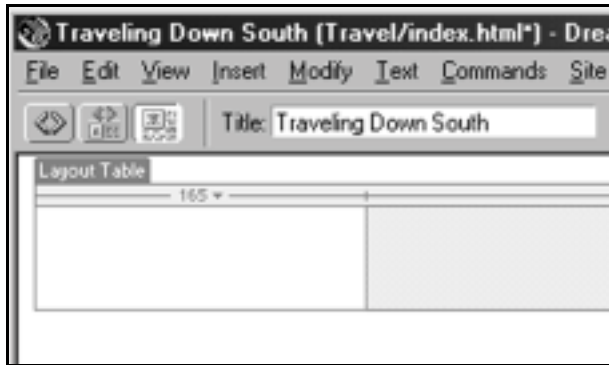 Traveling Down South (Travel/index.html*) - Drea
File Edit View Insert Modify Text Commands Site
Title: Traveling Down South
Layout Table
165